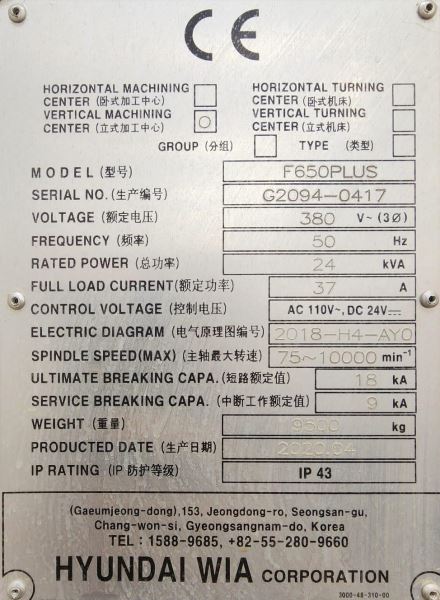 CE
HORIZONTAL MACHINING
CENTER (卧式加工中心)
HORIZONTAL TURNING
CENTER (卧式机床)
VERTICAL MACHINING
CENTER (立式加工中心) O
VERTICAL TURNING
CENTER (立式机床)
GROUP (分组) TYPE (类型)
MODEL (型号) F650PLUS
SERIAL NO. (生产编号) G2094-0417
VOLTAGE (额定电压) 380 V~ (3Ø)
FREQUENCY (频率) 50 Hz
RATED POWER (总功率) 24 kVA
FULL LOAD CURRENT(额定功率) 37 A
CONTROL VOLTAGE (控制电压) AC 110V~, DC 24V⎓
ELECTRIC DIAGRAM (电气原理图编号) 2018-H4-AY0
SPINDLE SPEED(MAX) (主轴最大转速) 75~10000 min⁻¹
ULTIMATE BREAKING CAPA. (短路额定值) 18 kA
SERVICE BREAKING CAPA. (中断工作额定值) 9 kA
WEIGHT (重量) 9500 kg
PRODUCTED DATE (生产日期) 2020.04
IP RATING (IP 防护等级) IP 43
(Gaeumjeong-dong),153, Jeongdong-ro, Seongsan-gu,
Chang-won-si, Gyeongsangnam-do, Korea
TEL : 1588-9685, +82-55-280-9660
HYUNDAI WIA CORPORATION
3000-48-310-00